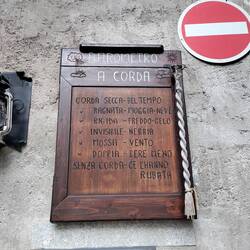 BAROMETRO
A CORDA
CORDA SECCA - BEL TEMPO
BAGNATA - PIOGGIA - NEVE
RIGIDA - FREDDO - GELO
INVISIBILE - NEBBIA
MOSSA - VENTO
DOPPIA - BERE MENO
SENZA CORDA - CE L'HANNO
RUBATA